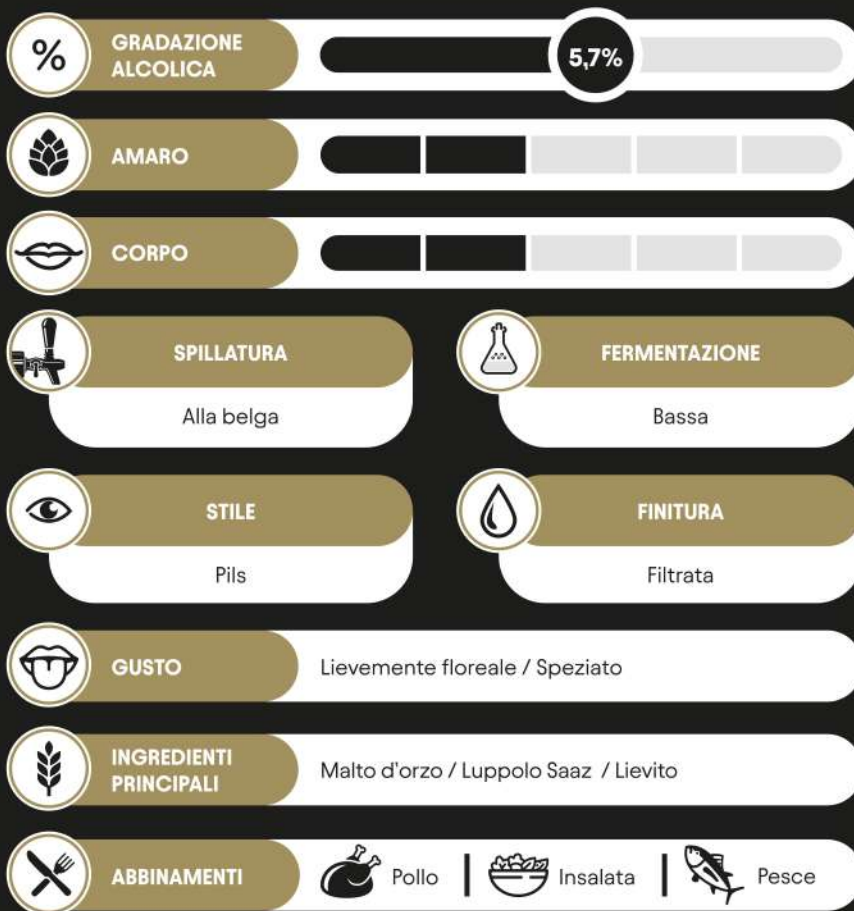 %
GRADAZIONE
ALCOLICA
5,7%
AMARO
CORPO
SPILLATURA
Alla belga
FERMENTAZIONE
Bassa
STILE
Pils
FINITURA
Filtrata
GUSTO
Lievemente floreale / Speziato
INGREDIENTI
PRINCIPALI
Malto d'orzo / Luppolo Saaz / Lievito
ABBINAMENTI
Pollo | Insalata | Pesce